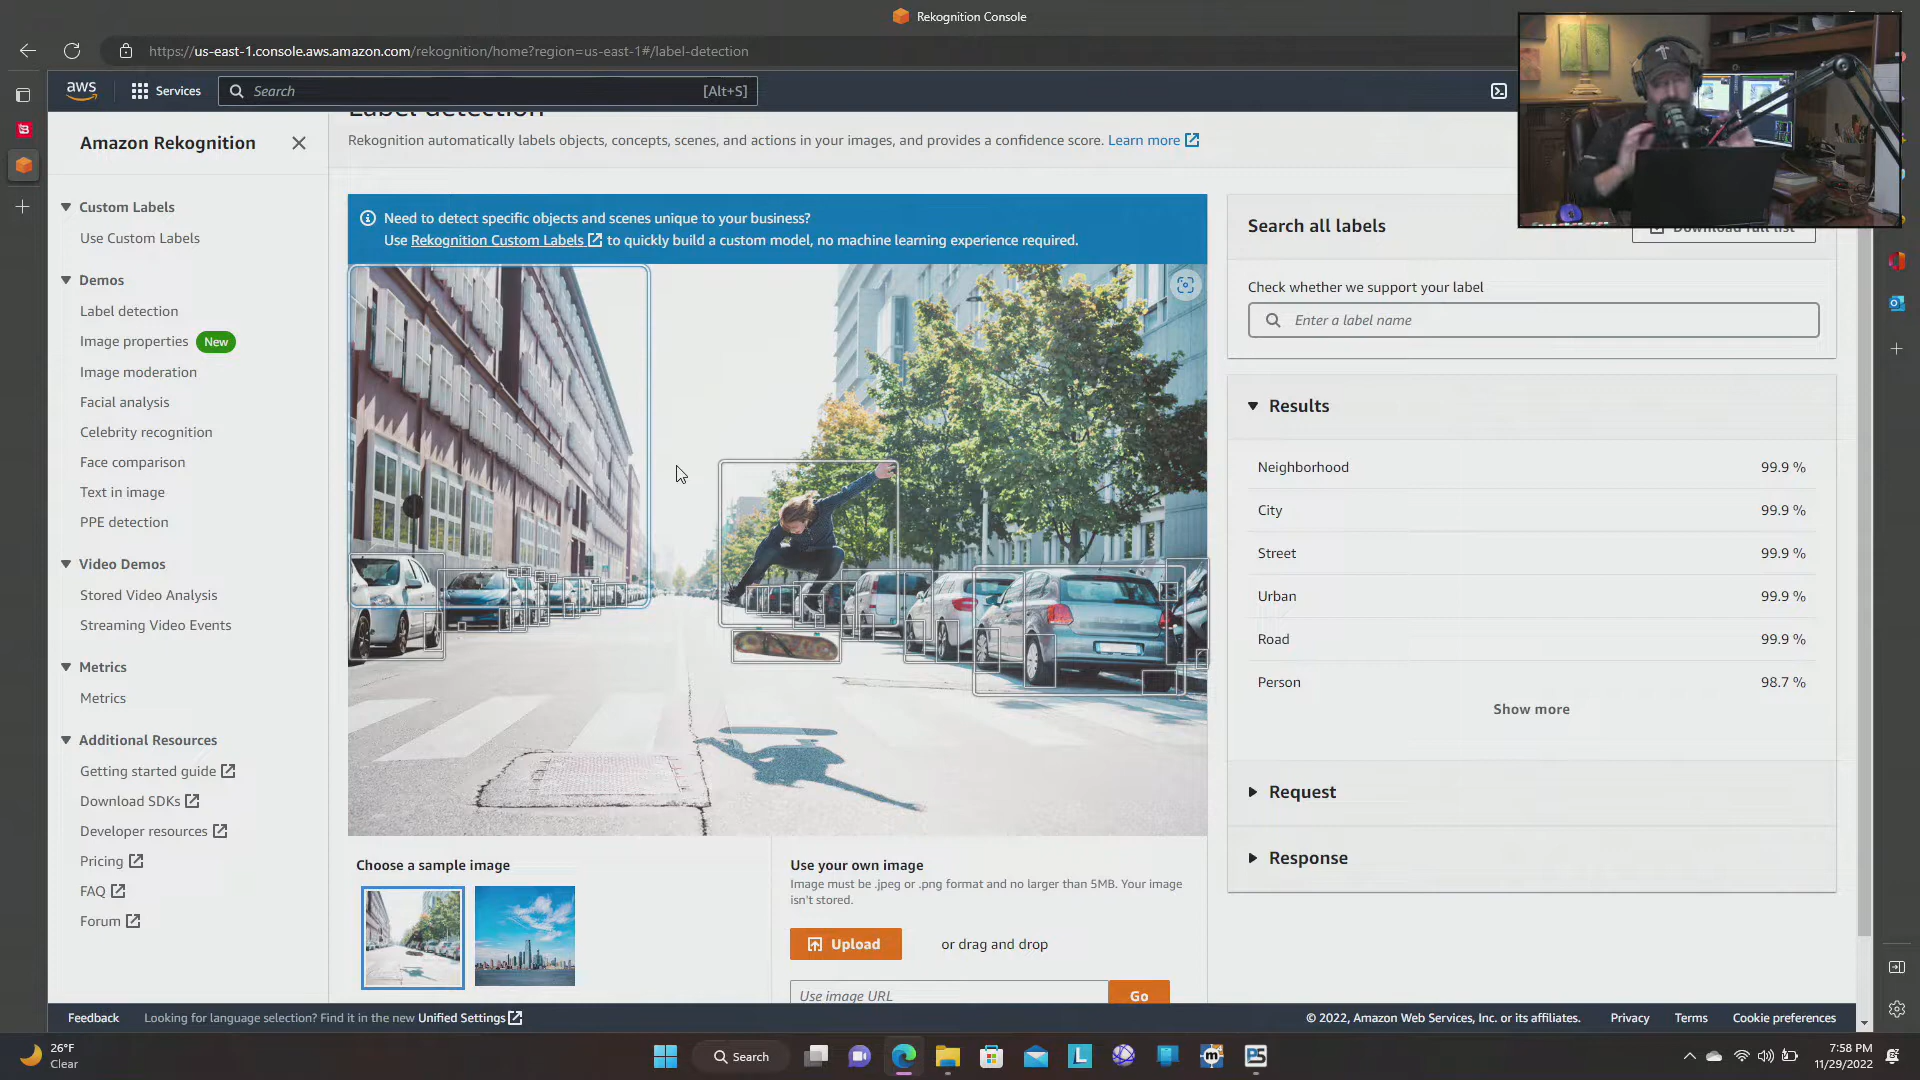 Rekognition Console
https://us-east-1.console.aws.amazon.com/rekognition/home?region=us-east-1#/label-detection
aws
Services
Search
[Alt+S]
Amazon Rekognition
Custom Labels
Use Custom Labels
Demos
Label detection
Image properties New
Image moderation
Facial analysis
Celebrity recognition
Face comparison
Text in image
PPE detection
Video Demos
Stored Video Analysis
Streaming Video Events
Metrics
Metrics
Additional Resources
Getting started guide
Download SDKs
Developer resources
Pricing
FAQ
Forum
Label detection
Rekognition automatically labels objects, concepts, scenes, and actions in your images, and provides a confidence score. Learn more
Need to detect specific objects and scenes unique to your business?
Use Rekognition Custom Labels to quickly build a custom model, no machine learning experience required.
Choose a sample image
Use your own image
Image must be .jpeg or .png format and no larger than 5MB. Your image
isn't stored.
Upload
or drag and drop
Use image URL
Go
Search all labels
Download full list
Check whether we support your label
Enter a label name
Results
Neighborhood 99.9 %
City 99.9 %
Street 99.9 %
Urban 99.9 %
Road 99.9 %
Person 98.7 %
Show more
Request
Response
Feedback
Looking for language selection? Find it in the new Unified Settings
© 2022, Amazon Web Services, Inc. or its affiliates.
Privacy
Terms
Cookie preferences
26°F
Clear
Search
7:58 PM
11/29/2022